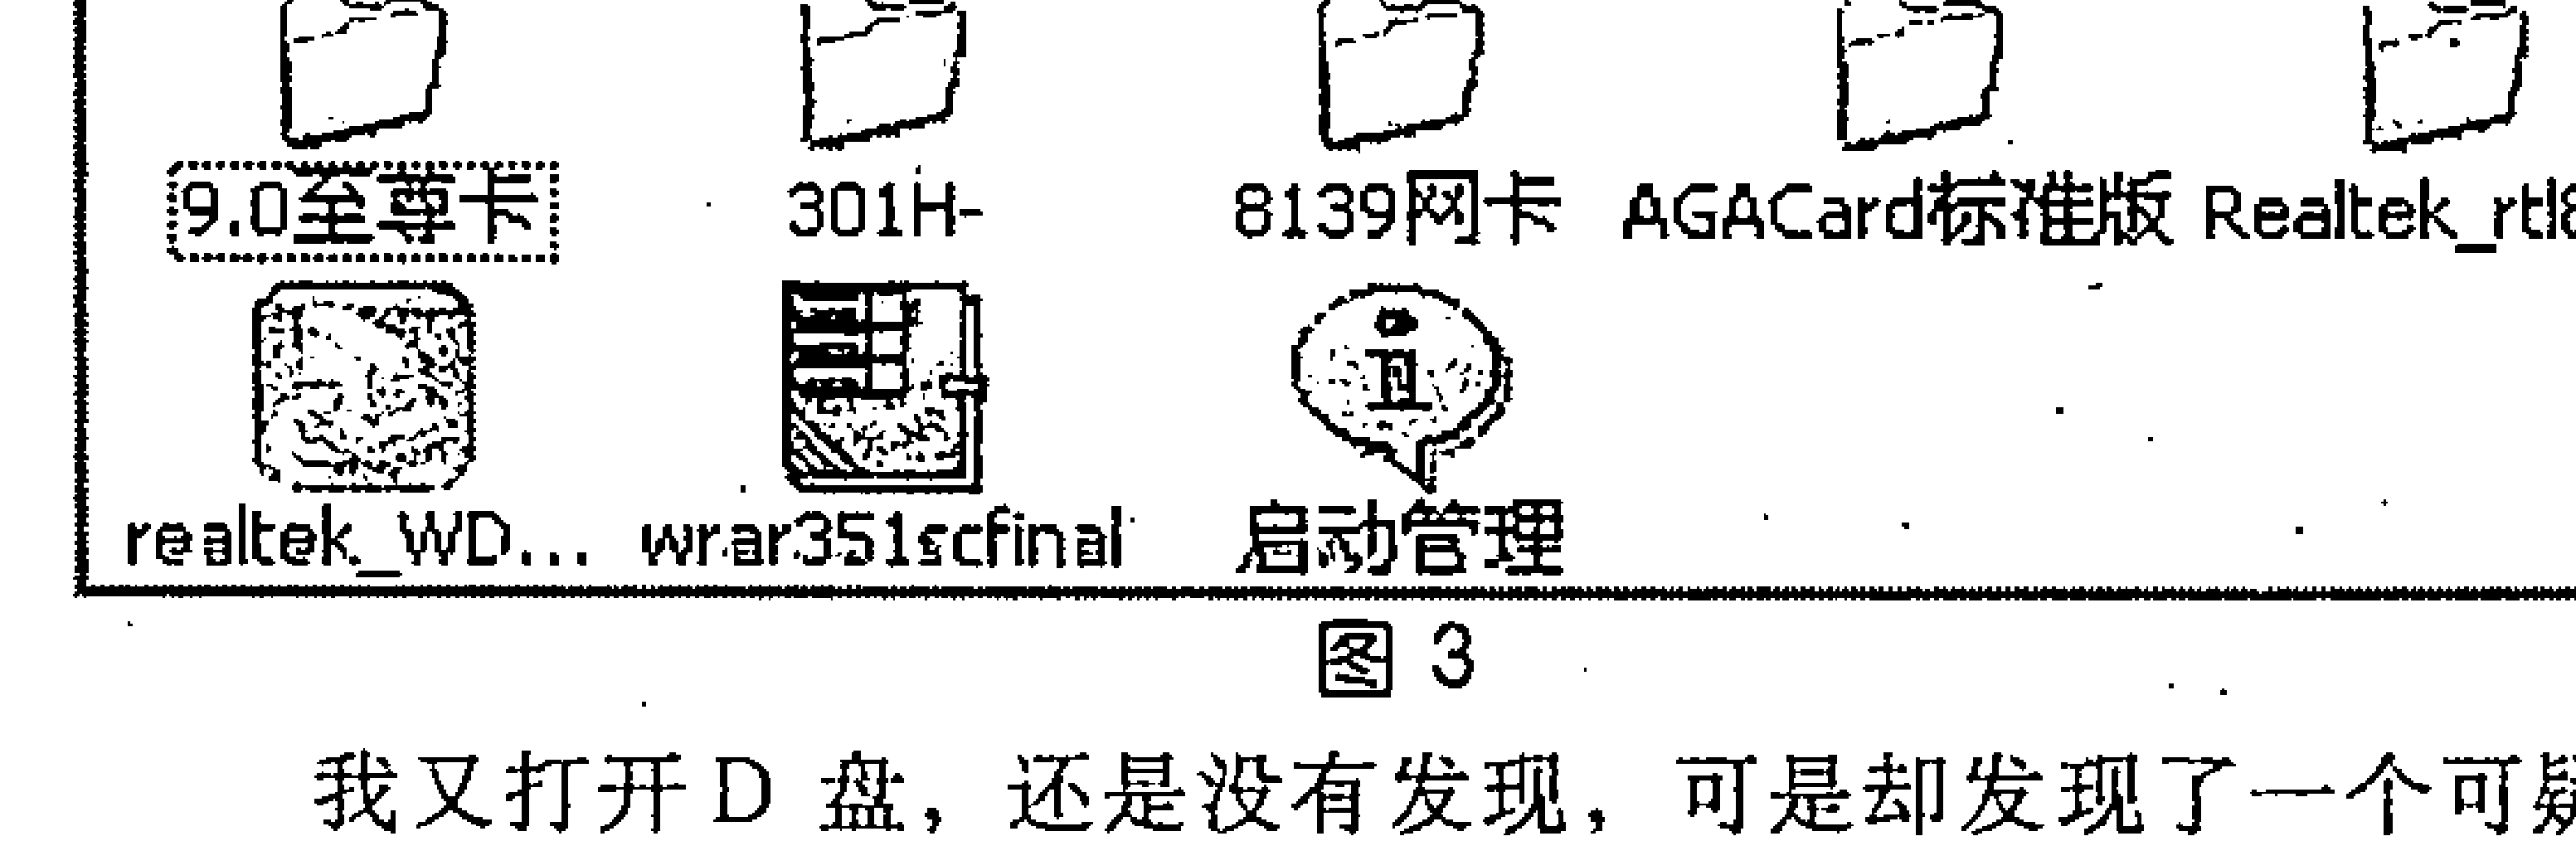 9.0至尊卡 301H- 8139网卡 AGACard标准版 Realtek_rtl8
realtek_WD... wrar351scfinal 启动管理
图 3
我又打开D 盘，还是没有发现，可是却发现了一个可疑